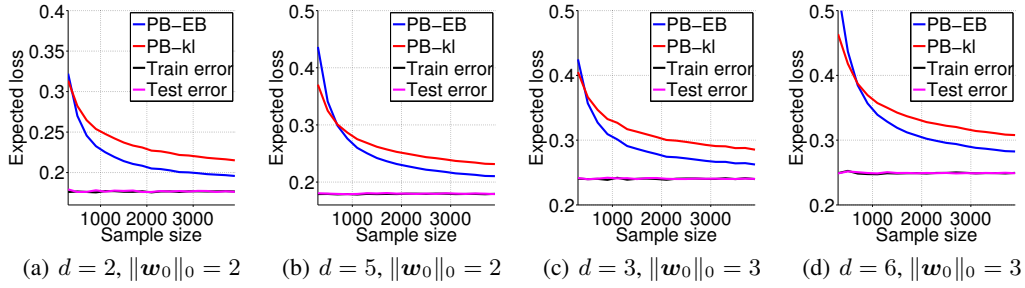 Expected loss
0.4
0.35
0.3
0.25
0.2
PB-EB
PB-kl
Train error
Test error
1000 2000 3000
Sample size
(a) d = 2, ‖w₀‖₀ = 2
Expected loss
0.5
0.4
0.3
0.2
PB-EB
PB-kl
Train error
Test error
1000 2000 3000
Sample size
(b) d = 5, ‖w₀‖₀ = 2
Expected loss
0.5
0.4
0.3
0.2
PB-EB
PB-kl
Train error
Test error
1000 2000 3000
Sample size
(c) d = 3, ‖w₀‖₀ = 3
Expected loss
0.5
0.4
0.3
0.2
PB-EB
PB-kl
Train error
Test error
1000 2000 3000
Sample size
(d) d = 6, ‖w₀‖₀ = 3